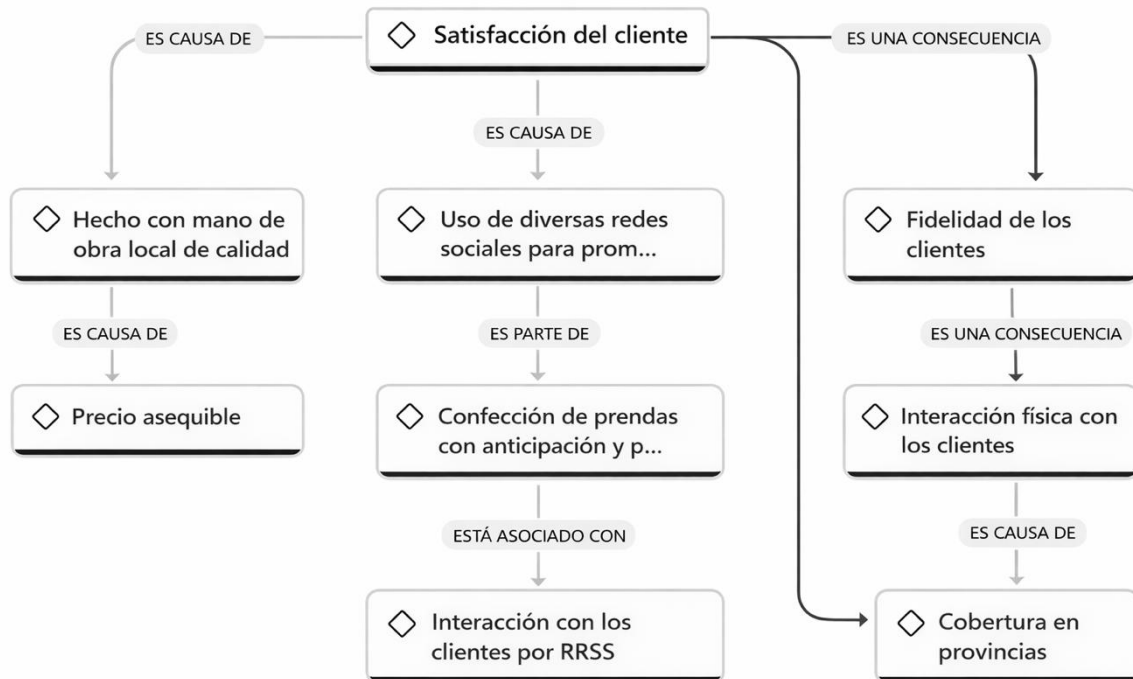 ES CAUSA DE
Satisfacción del cliente
ES UNA CONSECUENCIA
ES CAUSA DE
Hecho con mano de
obra local de calidad
Uso de diversas redes
sociales para prom...
Fidelidad de los
clientes
ES CAUSA DE
ES PARTE DE
ES UNA CONSECUENCIA
Precio asequible
Confección de prendas
con anticipación y p...
Interacción física con
los clientes
ESTÁ ASOCIADO CON
ES CAUSA DE
Interacción con los
clientes por RRSS
Cobertura en
provincias